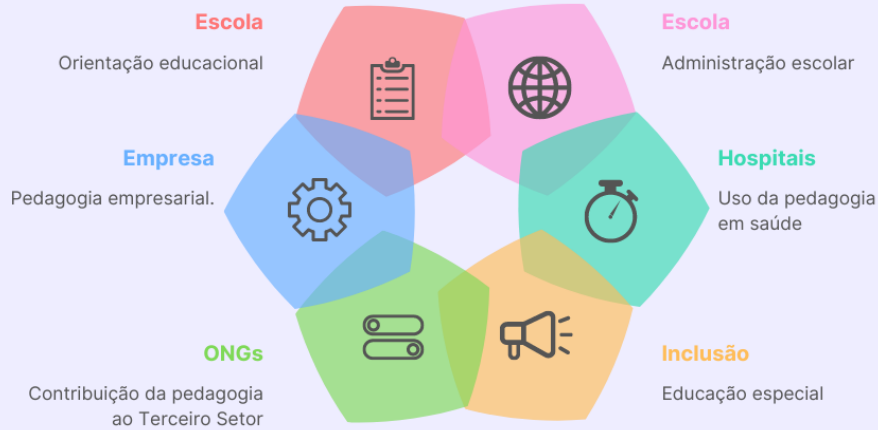 Escola
Orientação educacional
Escola
Administração escolar
Empresa
Pedagogia empresarial.
Hospitais
Uso da pedagogia
em saúde
ONGs
Contribuição da pedagogia
ao Terceiro Setor
Inclusão
Educação especial